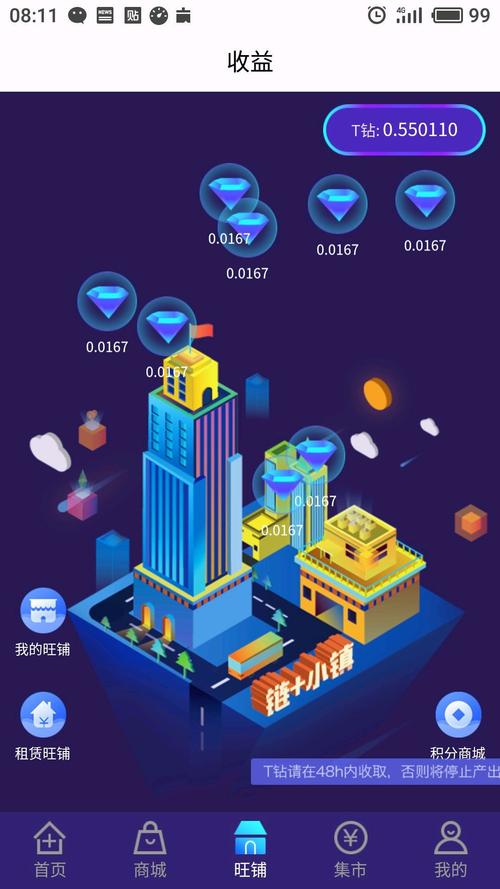 08:11
NEWS
贴
4G
99
收益
T钻: 0.550110
0.0167
0.0167
0.0167
0.0167
0.0167
0.0167
0.0167
0.0167
链+小镇
我的旺铺
租赁旺铺
积分商城
T钻请在48h内收取，否则将停止产出
首页
商城
旺铺
集市
我的